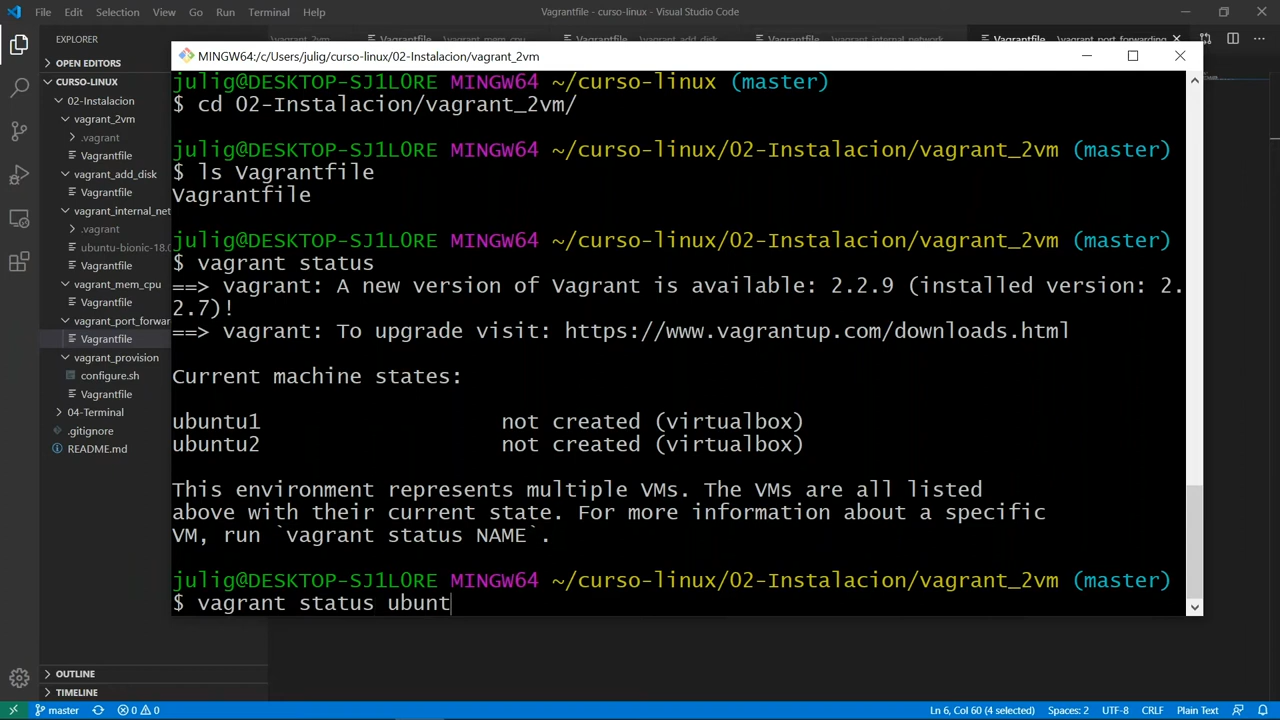 File Edit Selection View Go Run Terminal Help
Vagrantfile - curso-linux - Visual Studio Code
EXPLORER
OPEN EDITORS
CURSO-LINUX
02-Instalacion
vagrant_2vm
.vagrant
Vagrantfile
vagrant_add_disk
Vagrantfile
vagrant_internal_net
.vagrant
ubuntu-bionic-18.0
Vagrantfile
vagrant_mem_cpu
Vagrantfile
vagrant_port_forwar
Vagrantfile
vagrant_provision
configure.sh
Vagrantfile
04-Terminal
.gitignore
README.md
OUTLINE
TIMELINE
MINGW64:/c/Users/julig/curso-linux/02-Instalacion/vagrant_2vm
julig@DESKTOP-SJ1LORE MINGW64 ~/curso-linux (master)
$ cd 02-Instalacion/vagrant_2vm/
julig@DESKTOP-SJ1LORE MINGW64 ~/curso-linux/02-Instalacion/vagrant_2vm (master)
$ ls Vagrantfile
Vagrantfile
julig@DESKTOP-SJ1LORE MINGW64 ~/curso-linux/02-Instalacion/vagrant_2vm (master)
$ vagrant status
==> vagrant: A new version of Vagrant is available: 2.2.9 (installed version: 2.
2.7)!
==> vagrant: To upgrade visit: https://www.vagrantup.com/downloads.html
Current machine states:
ubuntu1 not created (virtualbox)
ubuntu2 not created (virtualbox)
This environment represents multiple VMs. The VMs are all listed
above with their current state. For more information about a specific
VM, run `vagrant status NAME`.
julig@DESKTOP-SJ1LORE MINGW64 ~/curso-linux/02-Instalacion/vagrant_2vm (master)
$ vagrant status ubunt
master 0 0 Ln 6, Col 60 (4 selected) Spaces: 2 UTF-8 CRLF Plain Text